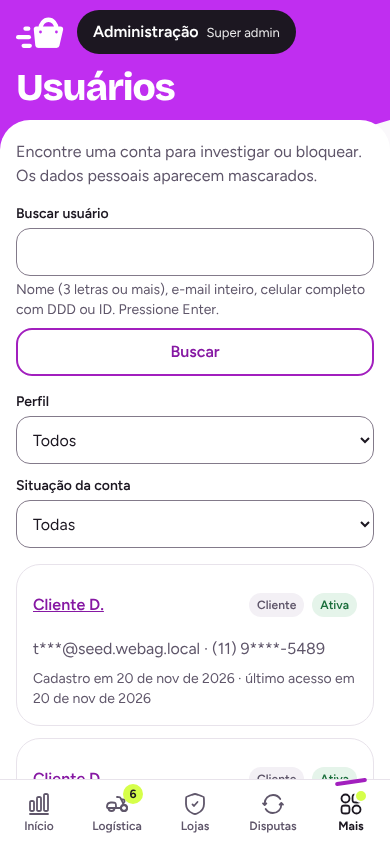 Administração Super admin
Usuários
Encontre uma conta para investigar ou bloquear.
Os dados pessoais aparecem mascarados.
Buscar usuário
Nome (3 letras ou mais), e-mail inteiro, celular completo
com DDD ou ID. Pressione Enter.
Buscar
Perfil
Todos
Situação da conta
Todas
Cliente D. Cliente Ativa
t***@seed.webag.local · (11) 9****-5489
Cadastro em 20 de nov de 2026 · último acesso em
20 de nov de 2026
Cliente D. Cliente Ativa
6
Início Logística Lojas Disputas Mais